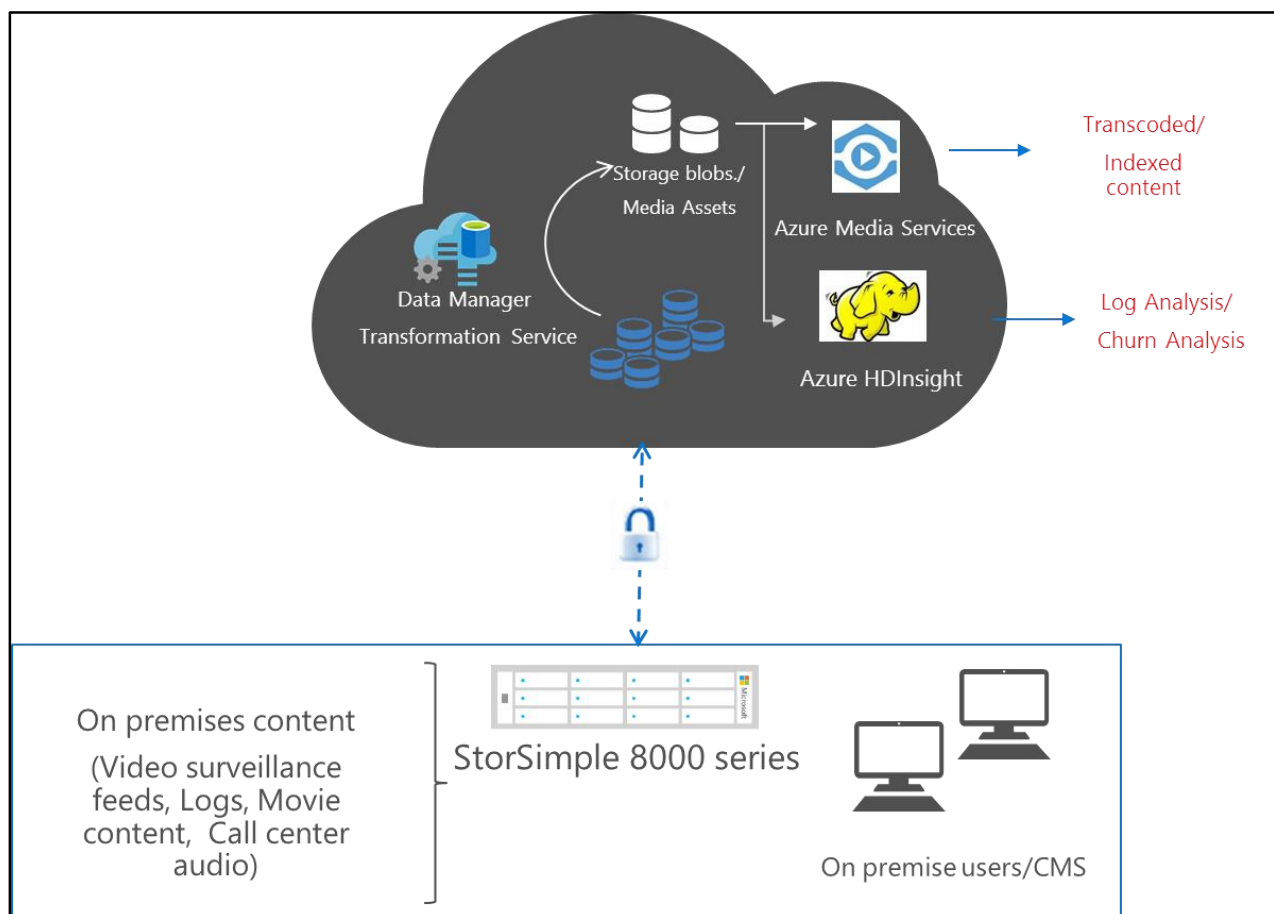 Storage blobs./
Media Assets
Azure Media Services
Transcoded/
Indexed
content
Data Manager
Transformation Service
Azure HDInsight
Log Analysis/
Churn Analysis
On premises content
(Video surveillance
feeds, Logs, Movie
content, Call center
audio)
Microsoft
StorSimple 8000 series
On premise users/CMS